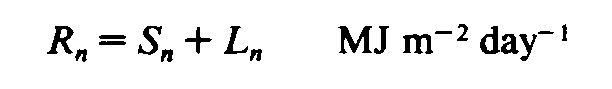 Rₙ = Sₙ + Lₙ MJ m⁻² day⁻¹